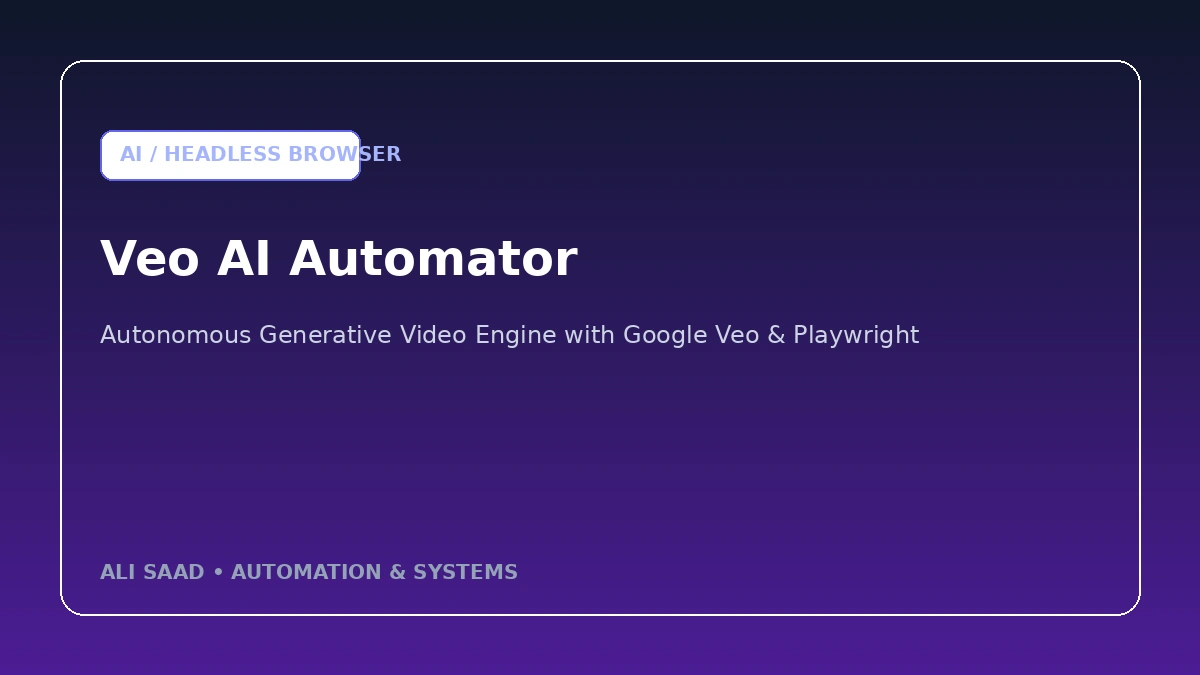 AI / HEADLESS BROWSER
Veo AI Automator
Autonomous Generative Video Engine with Google Veo & Playwright
ALI SAAD • AUTOMATION & SYSTEMS